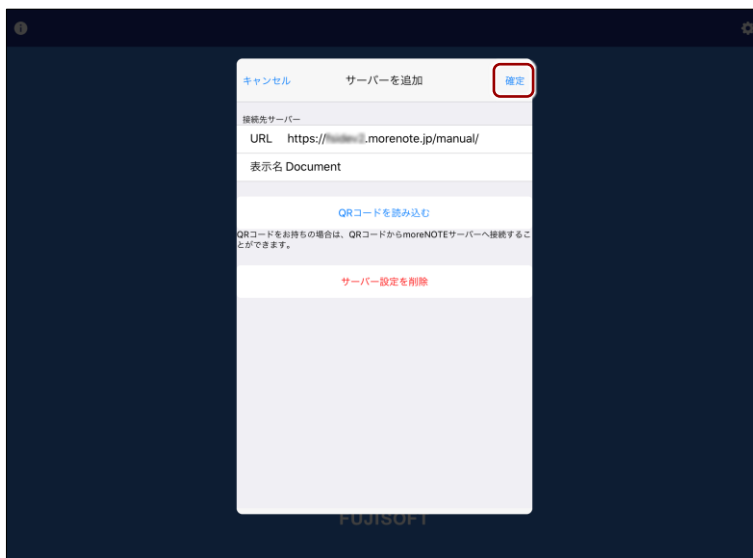 キャンセル サーバーを追加 確定
接続先サーバー
URL https:// .morenote.jp/manual/
表示名 Document
QRコードを読み込む
QRコードをお持ちの場合は、QRコードからmoreNOTEサーバーへ接続するこ
とができます。
サーバー設定を削除
FUJISOFT